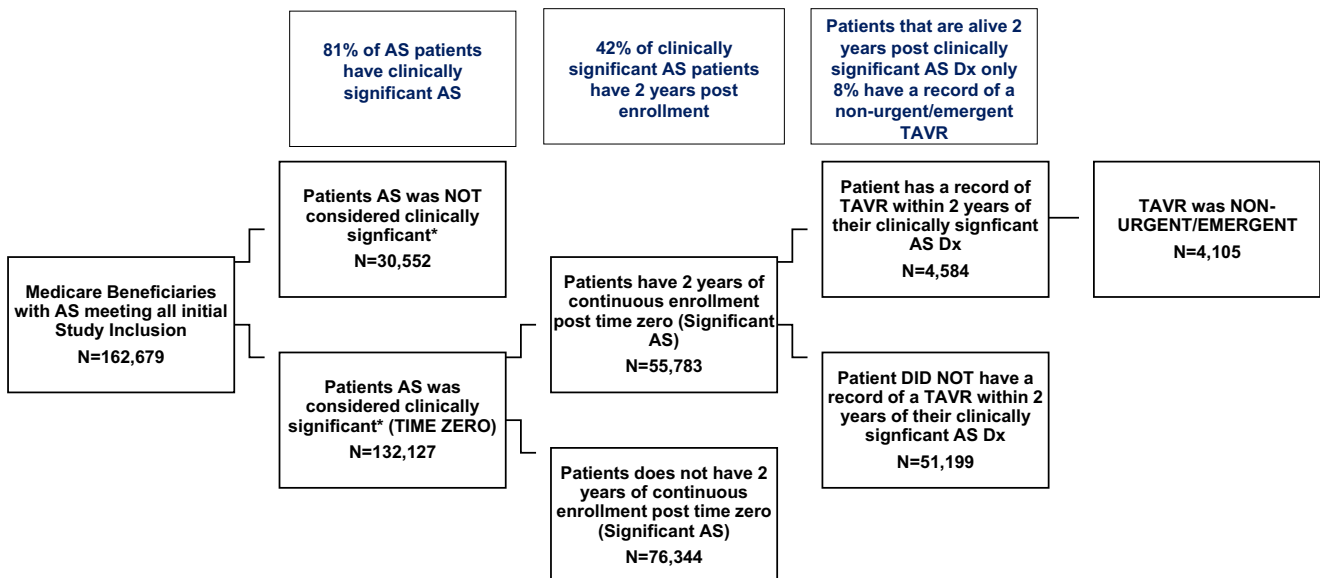 81% of AS patients
have clinically
significant AS
42% of clinically
significant AS patients
have 2 years post
enrollment
Patients that are alive 2
years post clinically
significant AS Dx only
8% have a record of a
non-urgent/emergent
TAVR
Medicare Beneficiaries
with AS meeting all initial
Study Inclusion
N=162,679
Patients AS was NOT
considered clinically
signficant*
N=30,552
Patients AS was
considered clinically
significant* (TIME ZERO)
N=132,127
Patients have 2 years of
continuous enrollment
post time zero (Significant
AS)
N=55,783
Patients does not have 2
years of continuous
enrollment post time zero
(Significant AS)
N=76,344
Patient has a record of
TAVR within 2 years of
their clinically signficant
AS Dx
N=4,584
Patient DID NOT have a
record of a TAVR within 2
years of their clinically
signficant AS Dx
N=51,199
TAVR was NON-
URGENT/EMERGENT
N=4,105